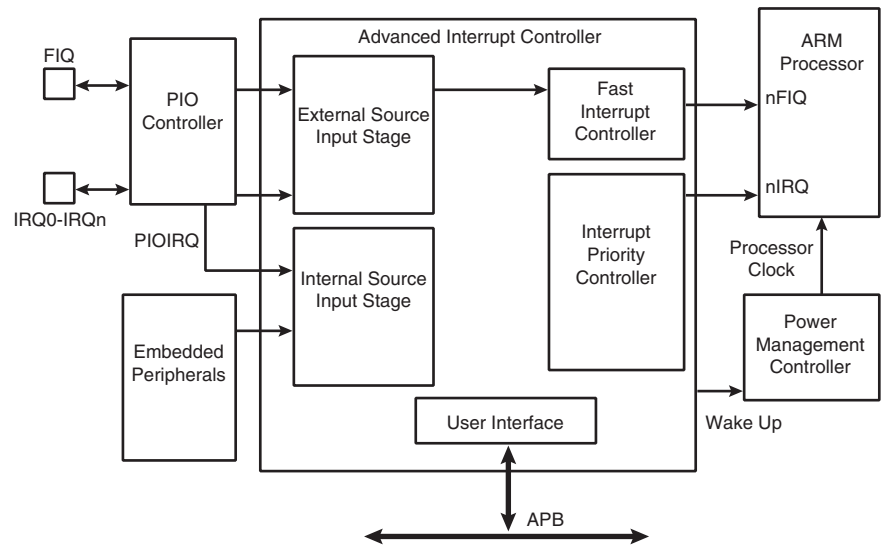 Advanced Interrupt Controller
FIQ
PIO
Controller
External Source
Input Stage
Fast
Interrupt
Controller
ARM
Processor
nFIQ
nIRQ
IRQ0-IRQn
PIOIRQ
Internal Source
Input Stage
Interrupt
Priority
Controller
Processor
Clock
Embedded
Peripherals
Power
Management
Controller
User Interface
Wake Up
APB